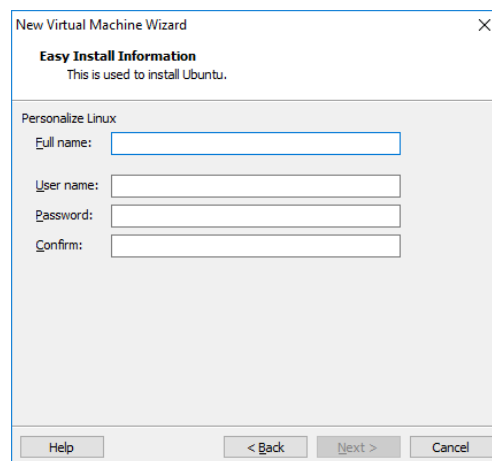 New Virtual Machine Wizard
Easy Install Information
This is used to install Ubuntu.
Personalize Linux
Full name:
User name:
Password:
Confirm:
Help < Back Next > Cancel